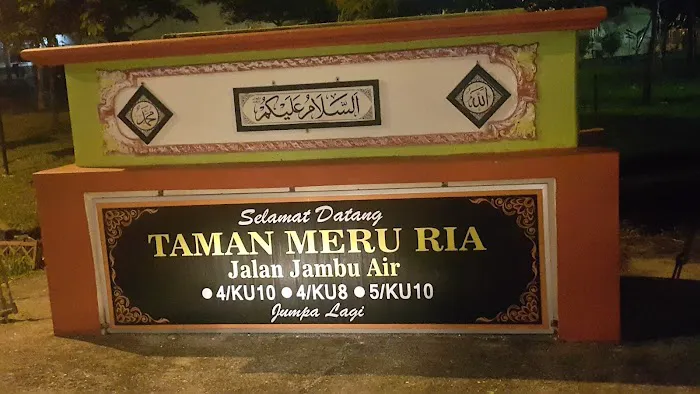 محمد السلام عليكم الله
Selamat Datang
TAMAN MERU RIA
Jalan Jambu Air
• 4/KU10 • 4/KU8 • 5/KU10
Jumpa Lagi